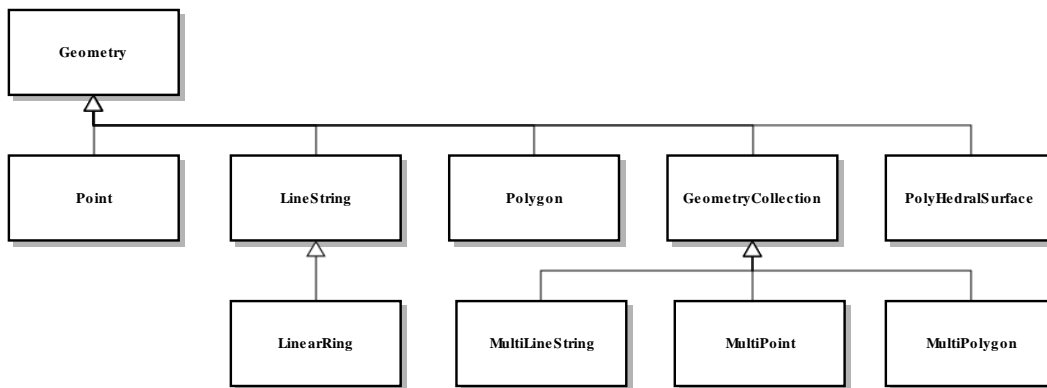 Geometry
Point
LineString
Polygon
GeometryCollection
PolyHedralSurface
LinearRing
MultiLineString
MultiPoint
MultiPolygon